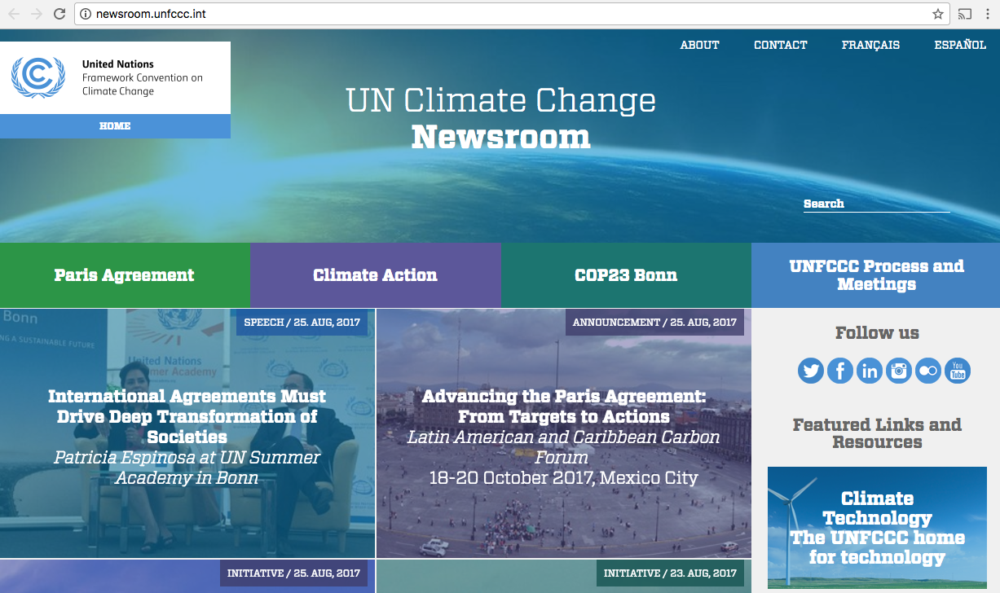 newsroom.unfccc.int
ABOUT CONTACT FRANÇAIS ESPAÑOL
United Nations
Framework Convention on
Climate Change
HOME
UN Climate Change
Newsroom
Search
Paris Agreement
Climate Action
COP23 Bonn
UNFCCC Process and
Meetings
SPEECH / 25. AUG, 2017
Bonn
NG A SUSTAINABLE FUTURE
United Nations
mer Academy
International Agreements Must
Drive Deep Transformation of
Societies
Patricia Espinosa at UN Summer
Academy in Bonn
ANNOUNCEMENT / 25. AUG, 2017
Advancing the Paris Agreement:
From Targets to Actions
Latin American and Caribbean Carbon
Forum
18-20 October 2017, Mexico City
Follow us
You
Tube
Featured Links and
Resources
Climate
Technology
The UNFCCC home
for technology
INITIATIVE / 25. AUG, 2017
INITIATIVE / 23. AUG, 2017